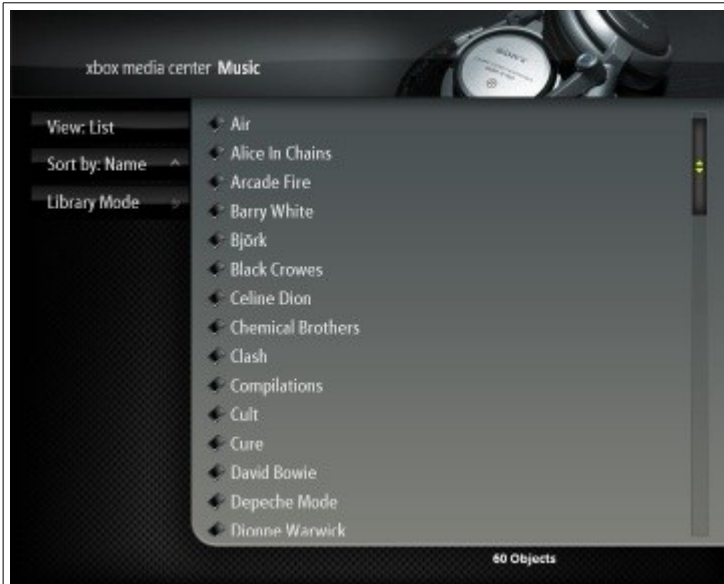 xbox media center Music
SONY
View: List
Sort by: Name
Library Mode
Air
Alice In Chains
Arcade Fire
Barry White
Björk
Black Crowes
Celine Dion
Chemical Brothers
Clash
Compilations
Cult
Cure
David Bowie
Depeche Mode
Dionne Warwick
60 Objects